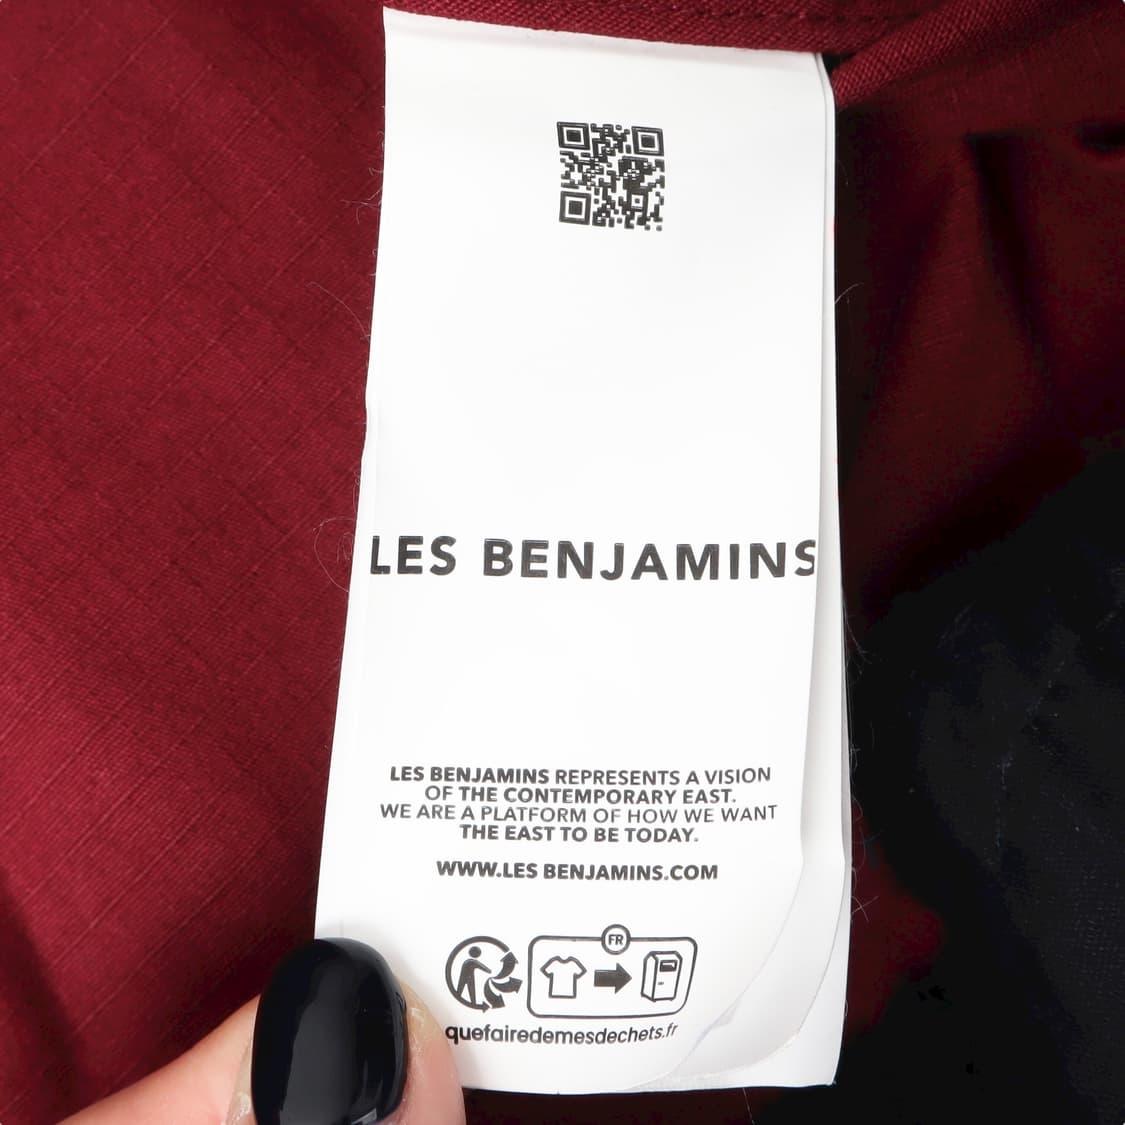 LES BENJAMINS
LES BENJAMINS REPRESENTS A VISION
OF THE CONTEMPORARY EAST.
WE ARE A PLATFORM OF HOW WE WANT
THE EAST TO BE TODAY.
WWW.LES BENJAMINS.COM
FR
quefairedemesdechets.fr